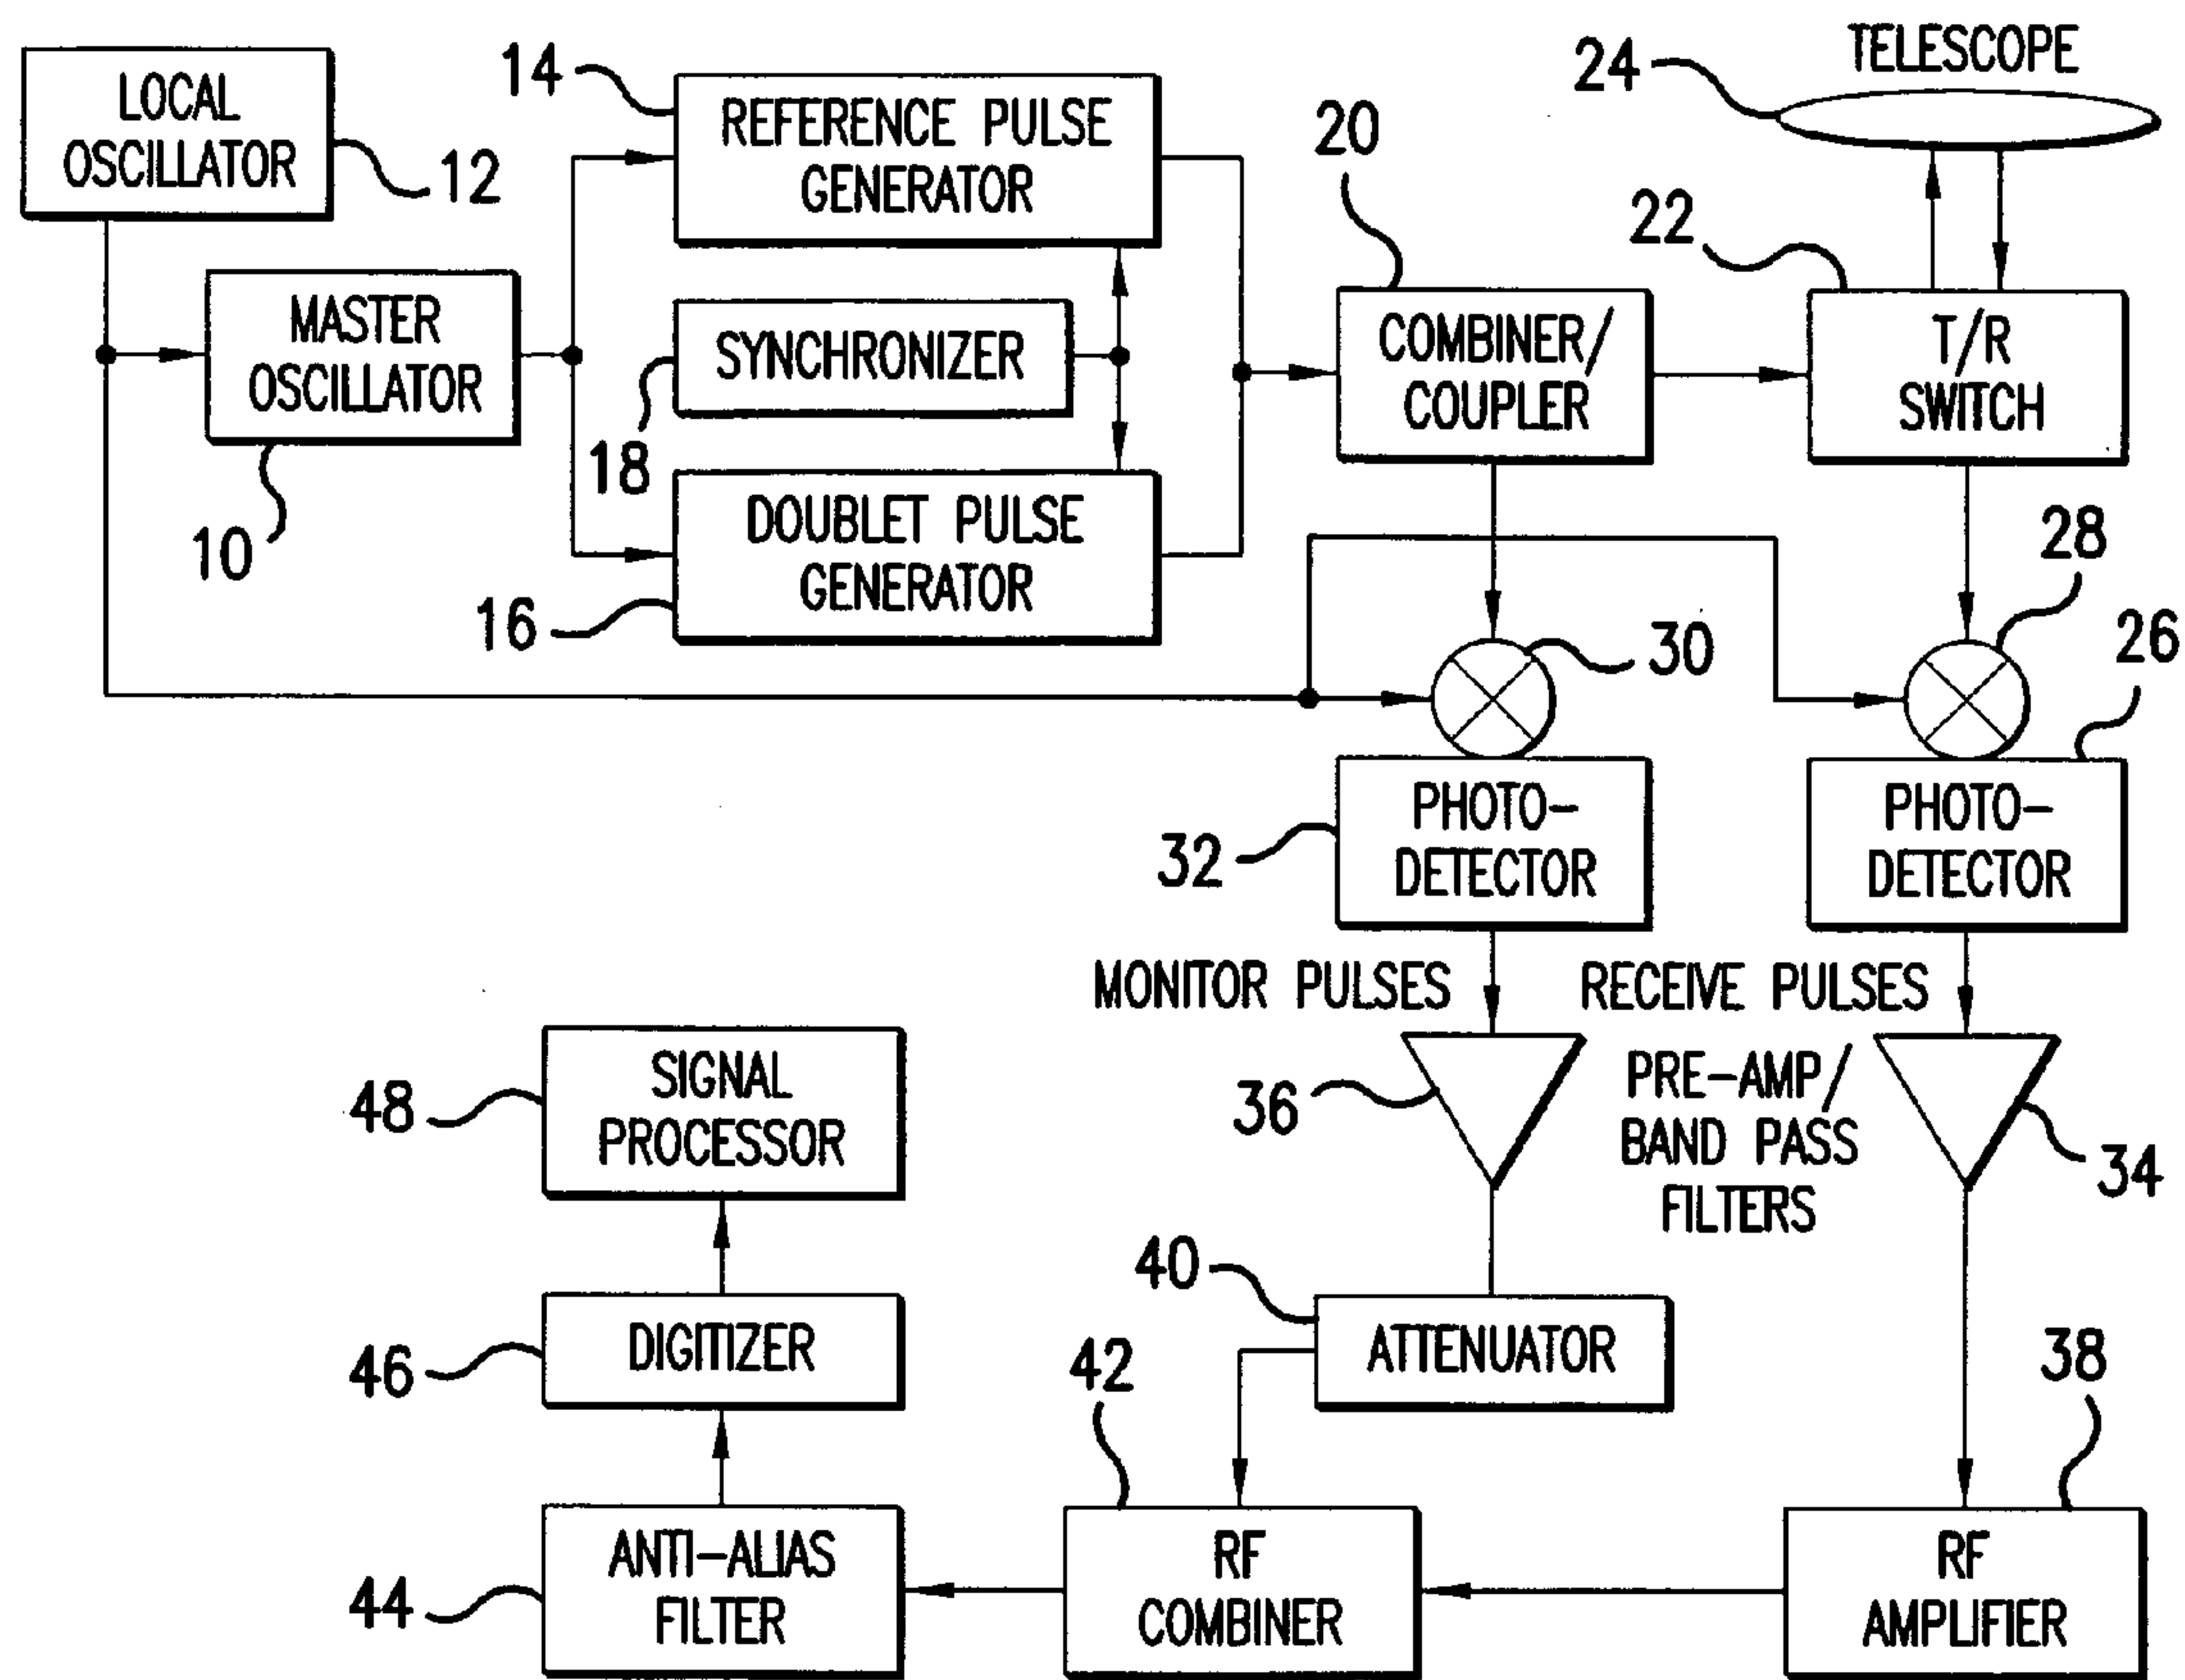 LOCAL
OSCILLATOR
12
14
REFERENCE PULSE
GENERATOR
20
24
TELESCOPE
22
MASTER
OSCILLATOR
10
SYNCHRONIZER
18
COMBINER/
COUPLER
T/R
SWITCH
DOUBLET PULSE
GENERATOR
16
30
28
26
PHOTO-
DETECTOR
32
PHOTO-
DETECTOR
MONITOR PULSES
RECEIVE PULSES
36
PRE-AMP/
BAND PASS
FILTERS
34
48
SIGNAL
PROCESSOR
40
ATTENUATOR
46
DIGITIZER
42
38
44
ANTI-ALIAS
FILTER
RF
COMBINER
RF
AMPLIFIER